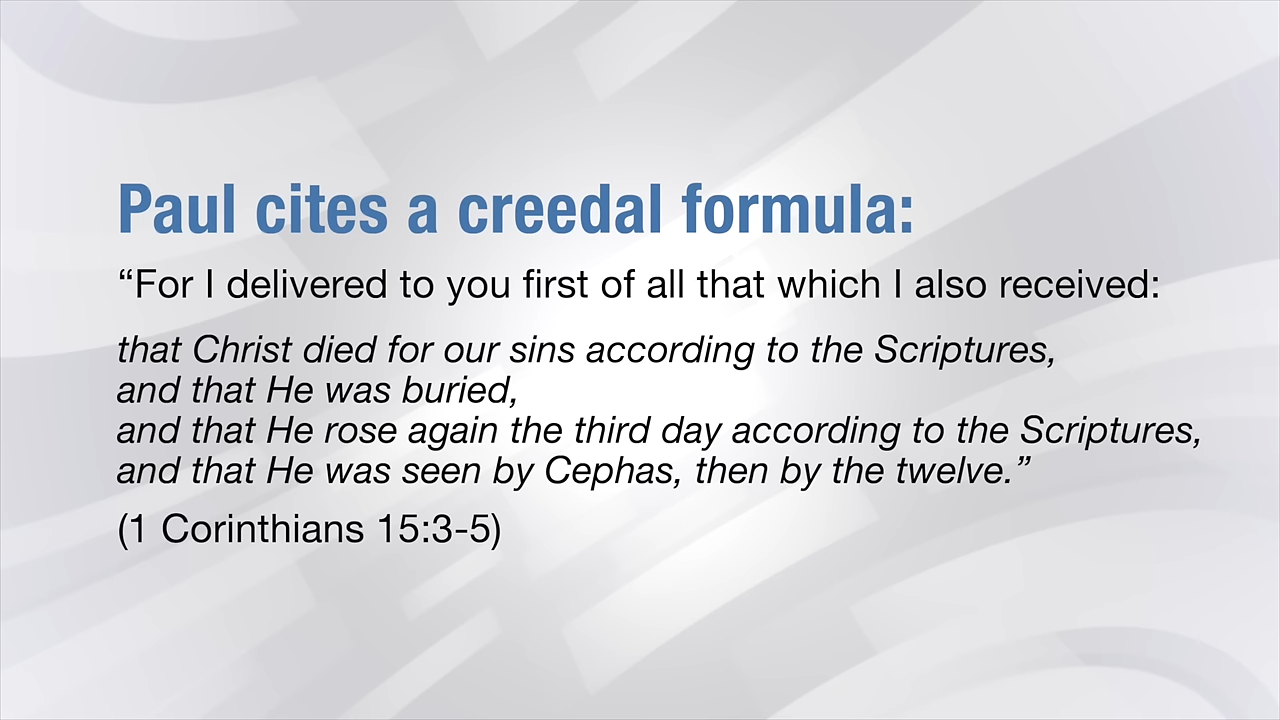 Paul cites a creedal formula:
“For I delivered to you first of all that which I also received:
that Christ died for our sins according to the Scriptures,
and that He was buried,
and that He rose again the third day according to the Scriptures,
and that He was seen by Cephas, then by the twelve.”
(1 Corinthians 15:3-5)